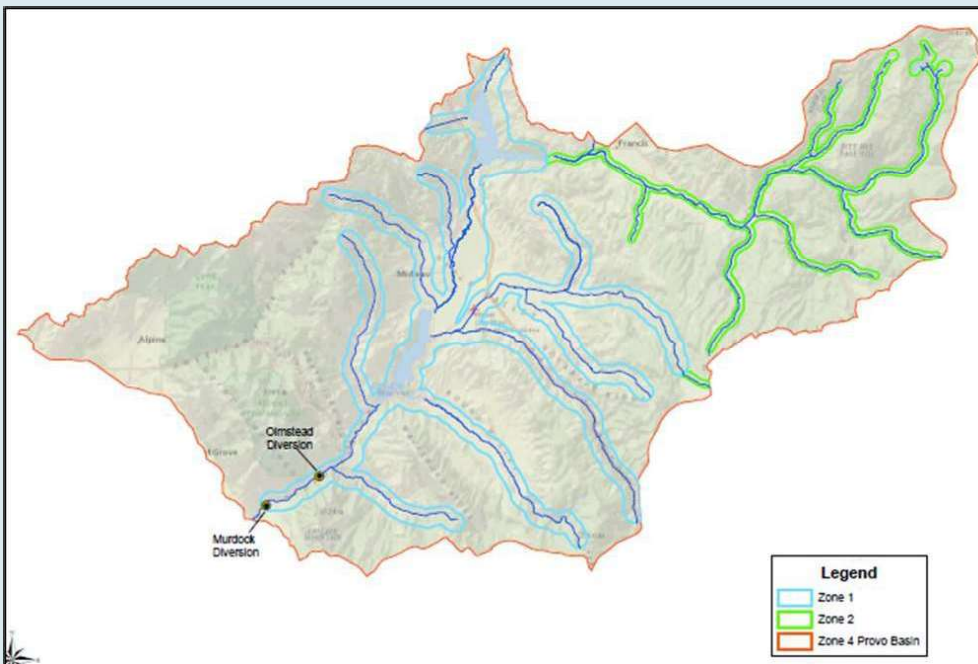 Francis
Midway
Alpine
Olmstead
Diversion
Murdock
Diversion
Legend
Zone 1
Zone 2
Zone 4 Provo Basin